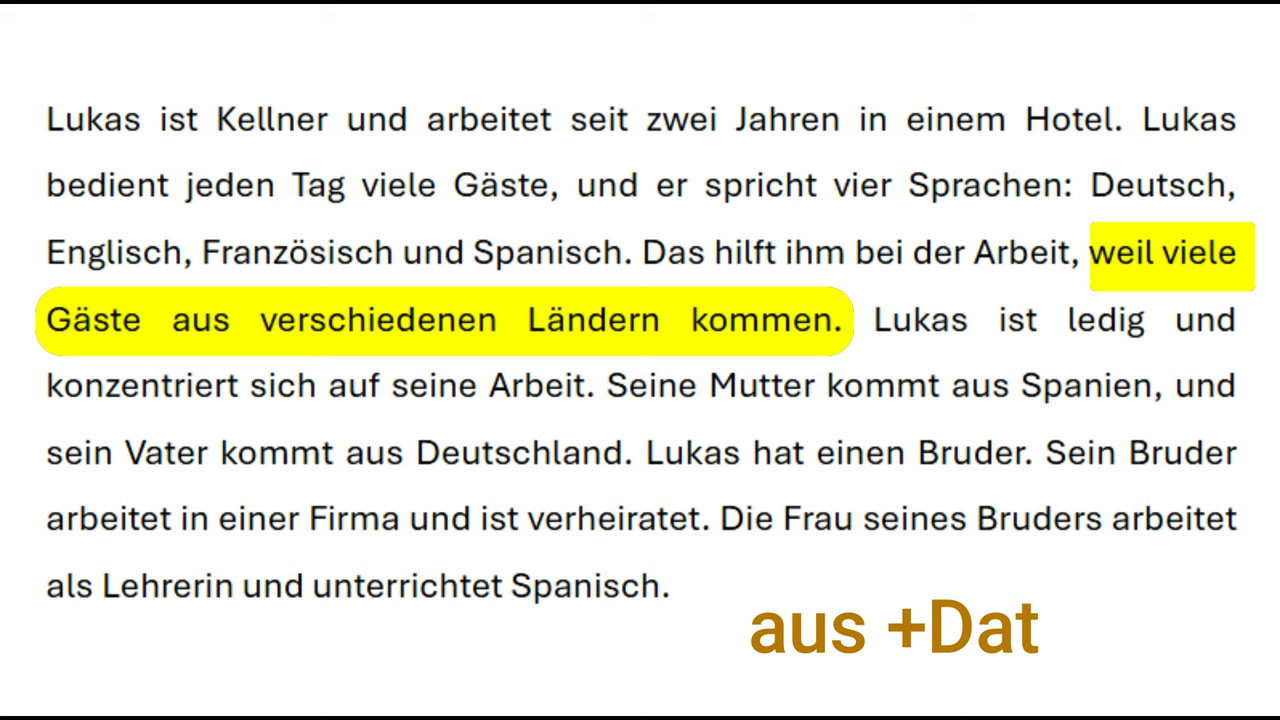 Lukas ist Kellner und arbeitet seit zwei Jahren in einem Hotel. Lukas
bedient jeden Tag viele Gäste, und er spricht vier Sprachen: Deutsch,
Englisch, Französisch und Spanisch. Das hilft ihm bei der Arbeit, weil viele
Gäste aus verschiedenen Ländern kommen. Lukas ist ledig und
konzentriert sich auf seine Arbeit. Seine Mutter kommt aus Spanien, und
sein Vater kommt aus Deutschland. Lukas hat einen Bruder. Sein Bruder
arbeitet in einer Firma und ist verheiratet. Die Frau seines Bruders arbeitet
als Lehrerin und unterrichtet Spanisch.
aus +Dat